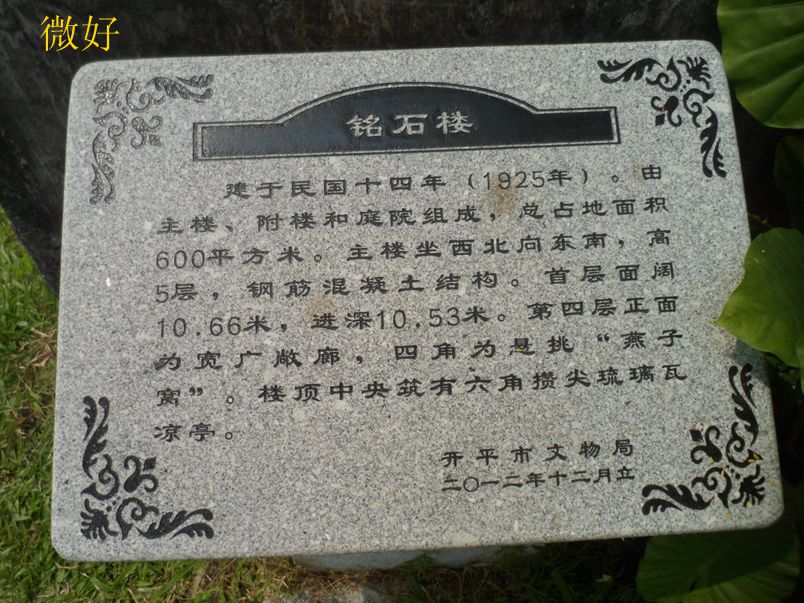 微好
铭石楼
建于民国十四年（1925年）。由
主楼、附楼和庭院组成，总占地面积
600平方米。主楼坐西北向东南，高
5层，钢筋混凝土结构。首层面阔
10.66米，进深10.53米。第四层正面
为宽广敞廊，四角为悬挑“燕子
窝”。楼顶中央筑有六角攒尖琉璃瓦
凉亭。
开平市文物局
二〇一二年十二月立